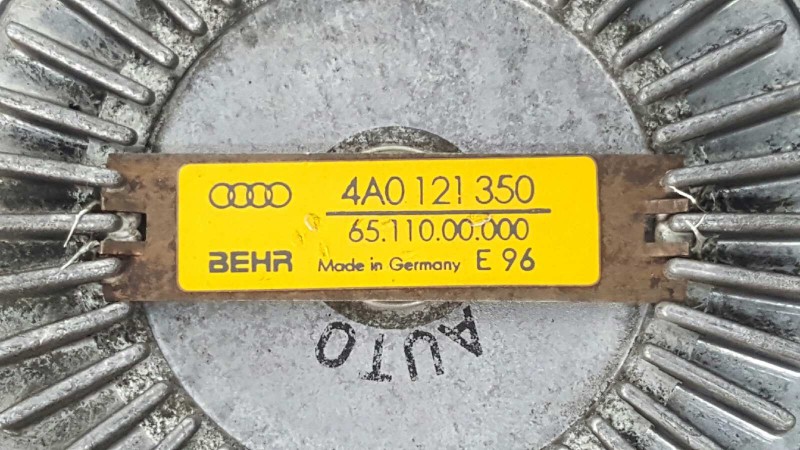 4A0 121 350
65.110.00.000
BEHR Made in Germany E 96
AUTO